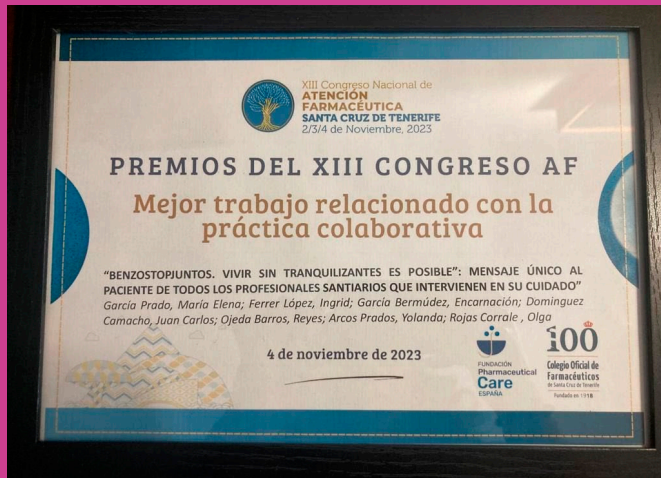 XIII Congreso Nacional de
ATENCIÓN
FARMACÉUTICA
SANTA CRUZ DE TENERIFE
2/3/4 de Noviembre, 2023
PREMIOS DEL XIII CONGRESO AF
Mejor trabajo relacionado con la
práctica colaborativa
"BENZOSTOPJUNTOS. VIVIR SIN TRANQUILIZANTES ES POSIBLE": MENSAJE ÚNICO AL
PACIENTE DE TODOS LOS PROFESIONALES SANTIARIOS QUE INTERVIENEN EN SU CUIDADO"
García Prado, María Elena; Ferrer López, Ingrid; García Bermúdez, Encarnación; Dominguez
Camacho, Juan Carlos; Ojeda Barros, Reyes; Arcos Prados, Yolanda; Rojas Corrale , Olga
4 de noviembre de 2023
FUNDACIÓN
Pharmaceutical
Care
ESPAÑA
100
Colegio Oficial de
Farmacéuticos
de Santa Cruz de Tenerife
Fundado en 1918